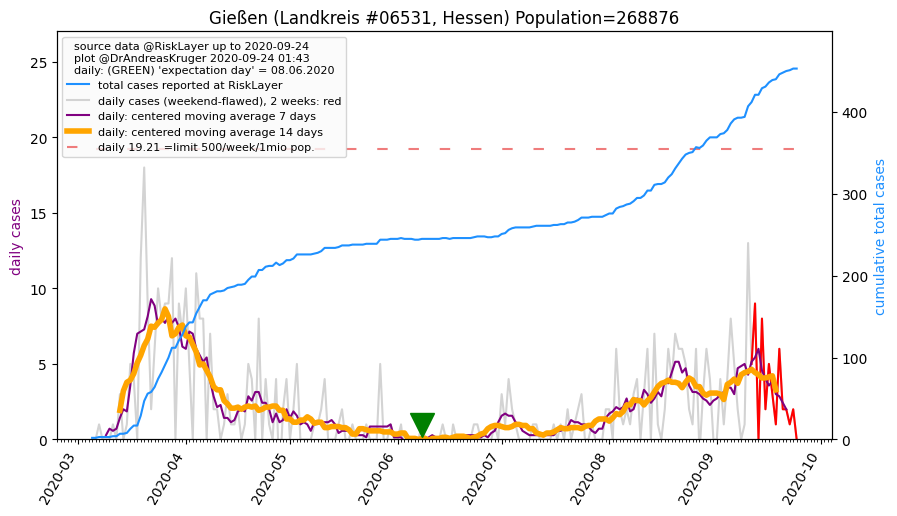 Gießen (Landkreis #06531, Hessen) Population=268876
source data @RiskLayer up to 2020-09-24
plot @DrAndreasKruger 2020-09-24 01:43
daily: (GREEN) 'expectation day' = 08.06.2020
total cases reported at RiskLayer
daily cases (weekend-flawed), 2 weeks: red
daily: centered moving average 7 days
daily: centered moving average 14 days
daily 19.21 =limit 500/week/1mio pop.
daily cases
25
20
15
10
5
0
cumulative total cases
400
300
200
100
0
2020-03
2020-04
2020-05
2020-06
2020-07
2020-08
2020-09
2020-10